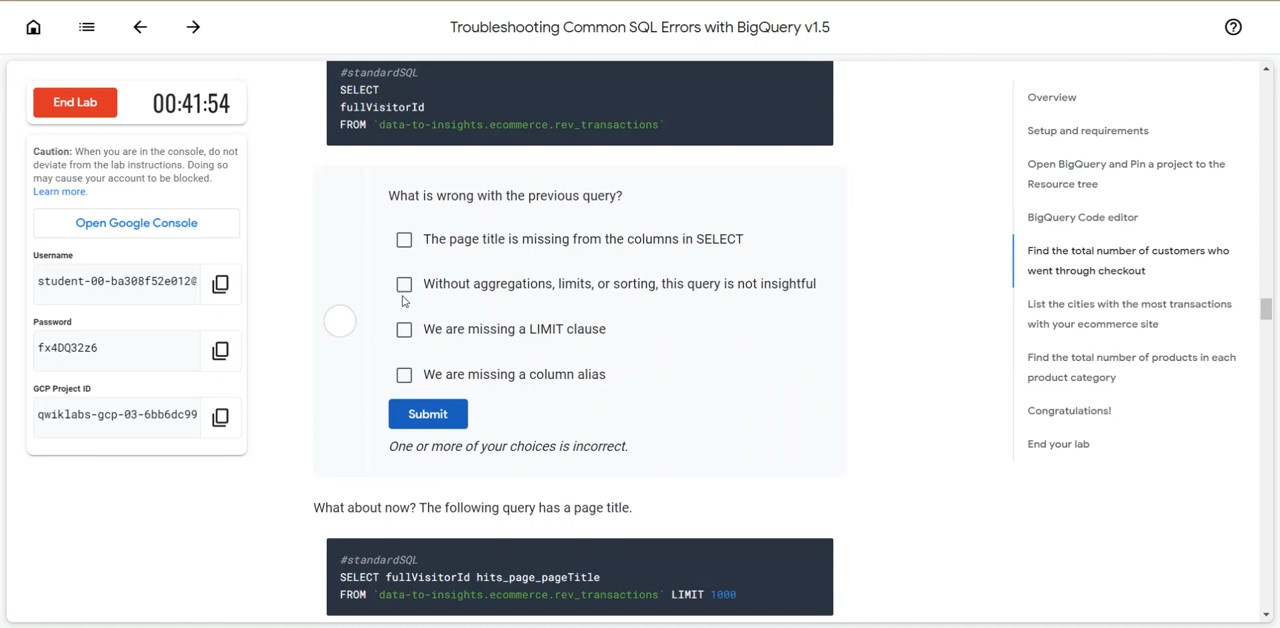 Troubleshooting Common SQL Errors with BigQuery v1.5
End Lab
00:41:54
Caution: When you are in the console, do not
deviate from the lab instructions. Doing so
may cause your account to be blocked.
Learn more.
Open Google Console
Username
student-00-ba308f52e012@
Password
fx4DQ32z6
GCP Project ID
qwiklabs-gcp-03-6bb6dc99
#standardSQL
SELECT
fullVisitorId
FROM `data-to-insights.ecommerce.rev_transactions`
What is wrong with the previous query?
The page title is missing from the columns in SELECT
Without aggregations, limits, or sorting, this query is not insightful
We are missing a LIMIT clause
We are missing a column alias
Submit
One or more of your choices is incorrect.
What about now? The following query has a page title.
#standardSQL
SELECT fullVisitorId hits_page_pageTitle
FROM `data-to-insights.ecommerce.rev_transactions` LIMIT 1000
Overview
Setup and requirements
Open BigQuery and Pin a project to the
Resource tree
BigQuery Code editor
Find the total number of customers who
went through checkout
List the cities with the most transactions
with your ecommerce site
Find the total number of products in each
product category
Congratulations!
End your lab